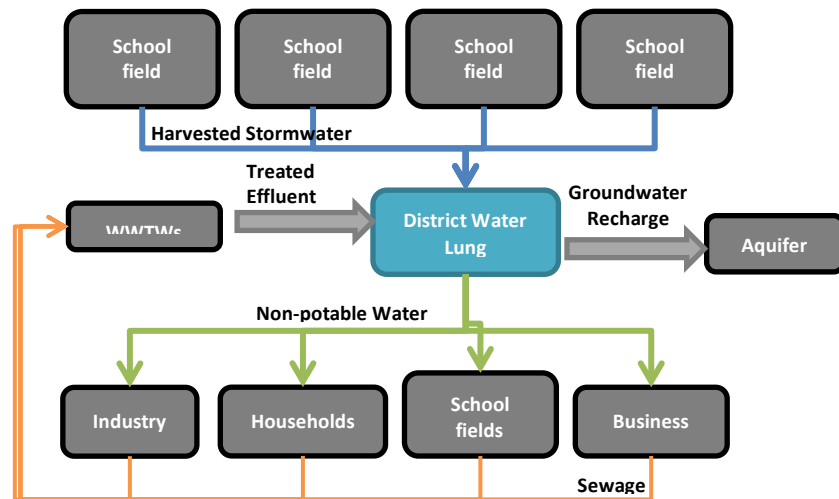 School
field
School
field
School
field
School
field
Harvested Stormwater
Treated
Effluent
Groundwater
Recharge
WWTWs
District Water
Lung
Aquifer
Non-potable Water
Industry
Households
School
fields
Business
Sewage